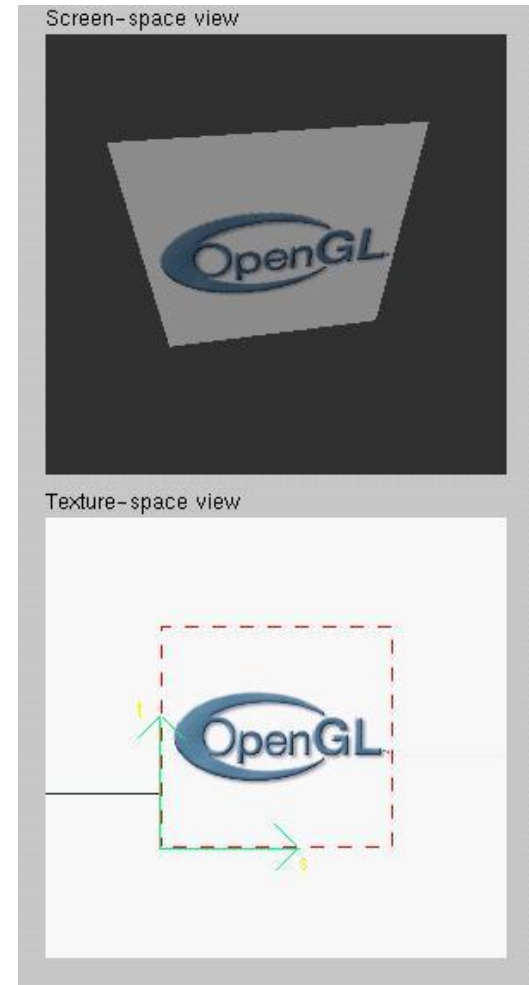 Screen-space view
OpenGL
Texture-space view
t
OpenGL
s